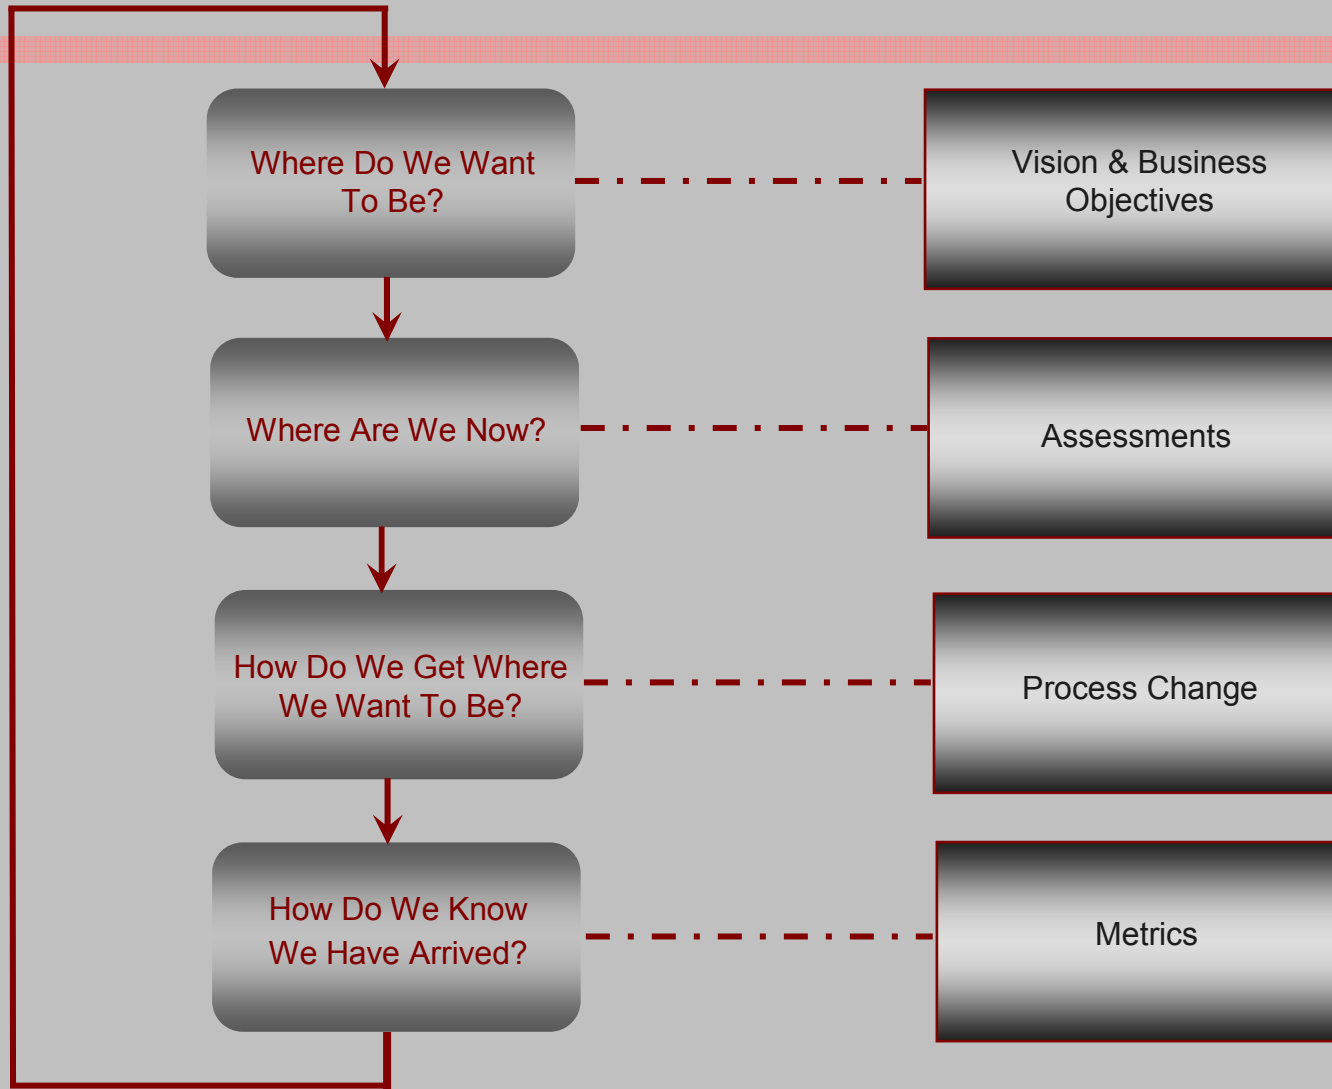 Where Do We Want
To Be?
Vision & Business
Objectives
Where Are We Now?
Assessments
How Do We Get Where
We Want To Be?
Process Change
How Do We Know
We Have Arrived?
Metrics